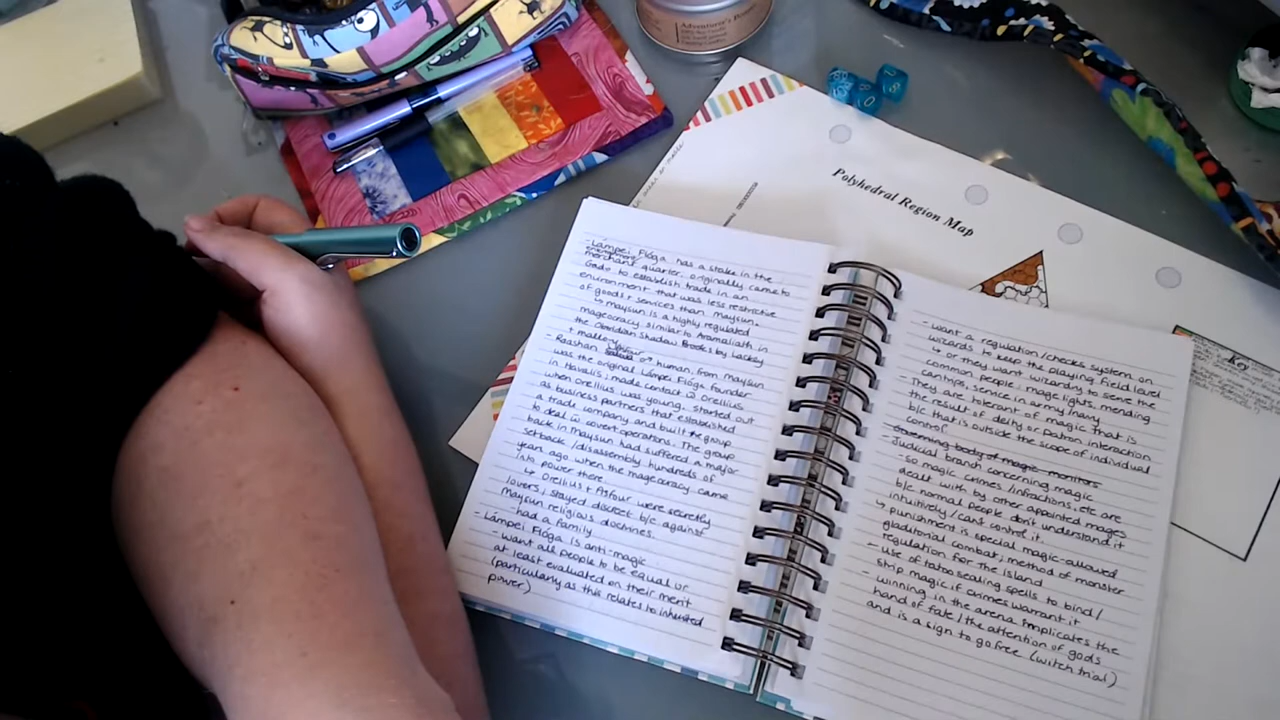 Adventurer's
Polyhedral Region Map
Key
- Lámpei Flóga has a stake in the
merchant quarter. originally came to
Gado to establish trade in an
environment that was less restrictive
of goods + services than Maysun.
↳ Maysun is a highly regulated
mageocracy similar to Aramaliath in
the Obsidian Shadow Books by Lackey
+ mallory
- Raashan Asfour ♂ human, from Maysun
was the original Lámpei Flóga founder
in Havalis; made contact w Orellius
when Orellius was young. Started out
as business partners that established
a trade company and built the group
to deal w covert operations. The group
back in Maysun had suffered a major
setback / disassembly hundreds of
years ago when the mageocracy came
into power there.
↳ Orellius + Asfour were secretly
lovers; stayed discreet b/c against
Maysun religious doctrines.
- had a family
- Lámpei Flóga is anti-magic
- want all people to be equal or
at least evaluated on their merit
(particularly as this relates to inherited
power)
- want a regulation/checks system on
wizards to keep the playing field level
↳ or they want wizards to serve the
common people; mage lights, mending
cantrips, service in army/navy
- They are tolerant of magic that is
the result of deity or patron interaction
b/c that is outside the scope of individual
control
- Governing body of magic monitors
- Judicial branch concerning magic
- so magic crimes/infractions, etc are
dealt with by other appointed mages
b/c normal people don't understand it
intuitively / cant control it
↳ punishment is special magic-allowed
gladitorial combat; method of monster
regulation for the island
- use of tatoo sealing spells to bind /
strip magic if crimes warrant it
- winning in the arena implicates the
hand of fate / the attention of gods
and is a sign to go free (witch trial)